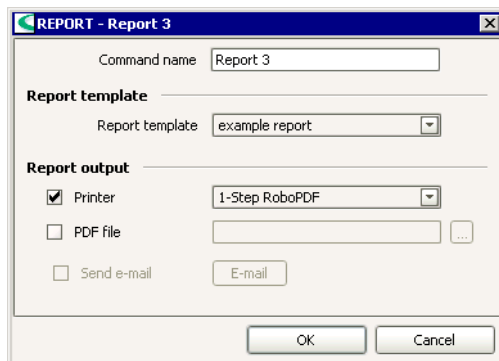 REPORT - Report 3
Command name Report 3
Report template
Report template example report
Report output
Printer 1-Step RoboPDF
PDF file ...
Send e-mail E-mail
OK Cancel